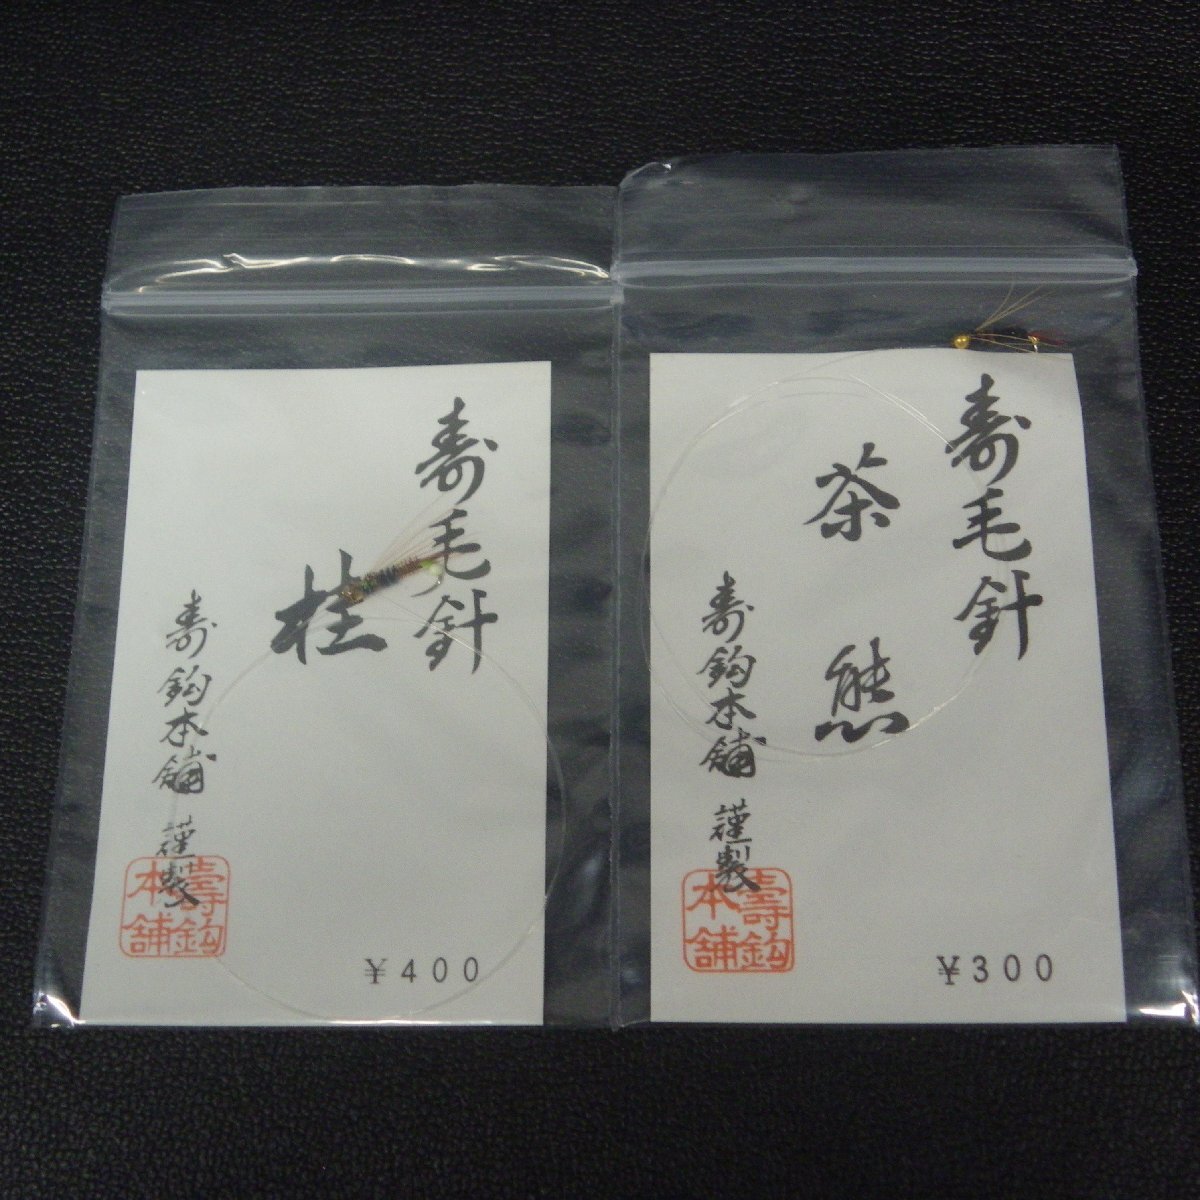 寿毛針
桂
寿鈎本舗 謹製
壽鈎
本舗
￥400
寿毛針
茶熊
寿鈎本舗 謹製
壽鈎
本舗
￥300